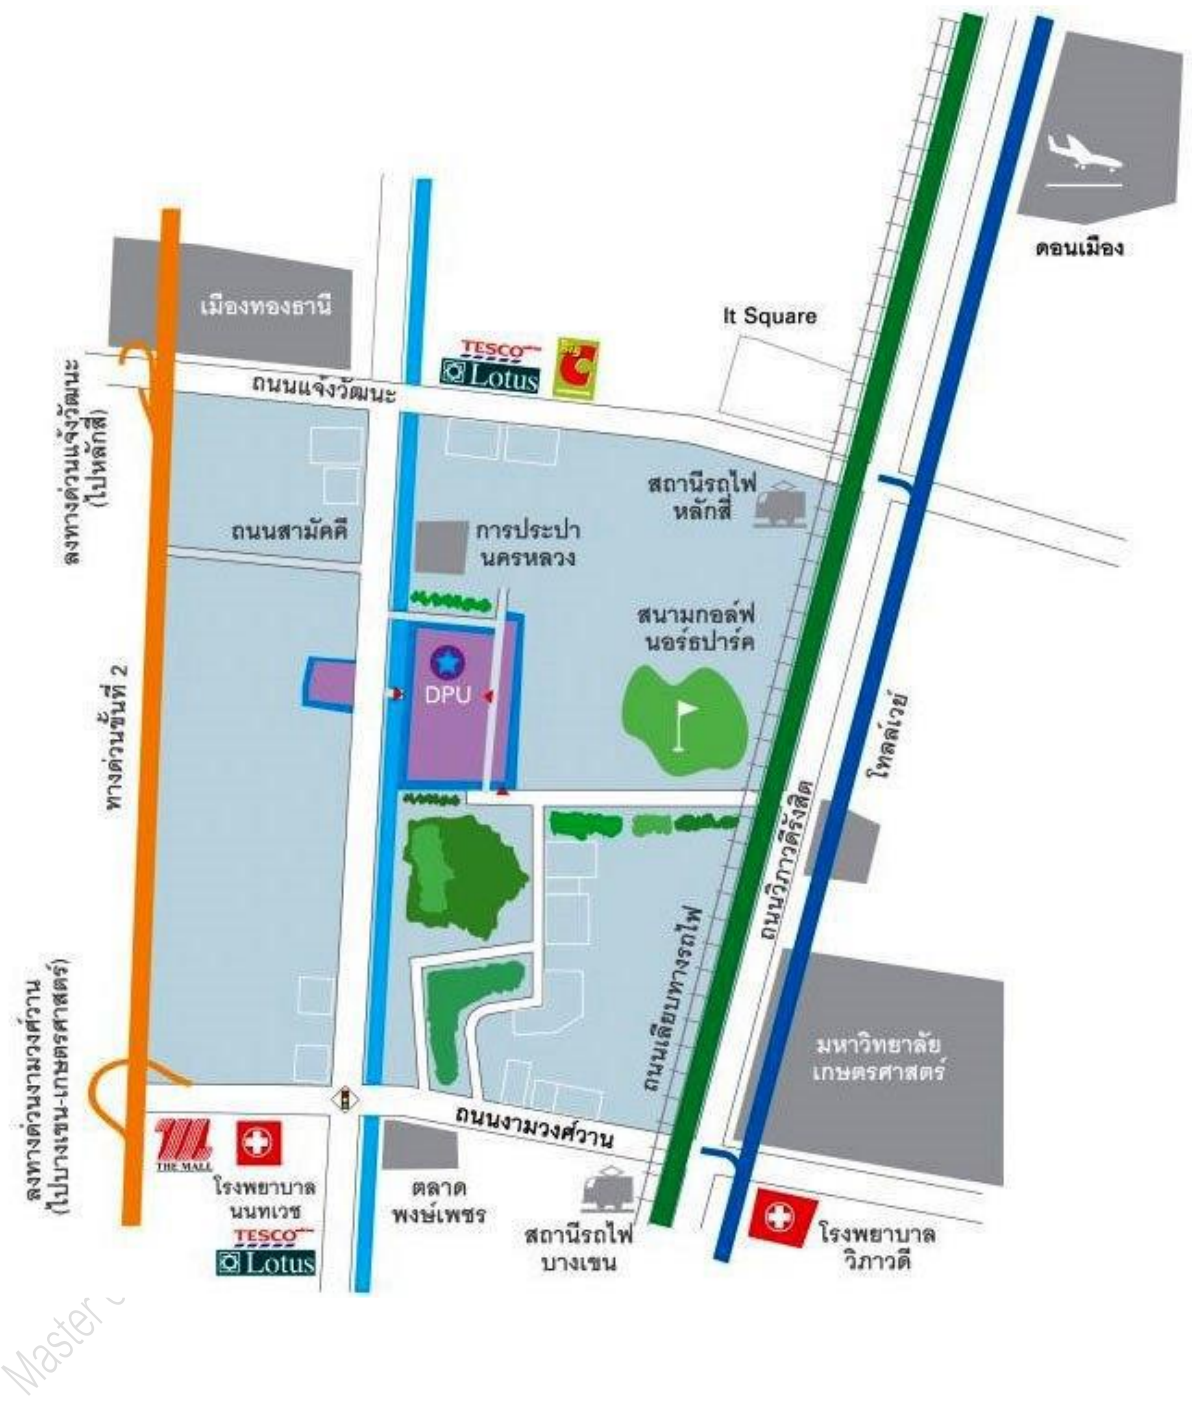 ดอนเมือง
เมืองทองธานี
It Square
TESCO
Lotus
Big
C
ถนนแจ้งวัฒนะ
ลงทางด่วนแจ้งวัฒนะ
(ไปหลักสี่)
สถานีรถไฟ
หลักสี่
ถนนสามัคคี
การประปา
นครหลวง
สนามกอล์ฟ
นอร์ธปาร์ค
DPU
ทางด่วนขั้นที่ 2
โทลล์เวย์
ถนนวิภาวดีรังสิต
ถนนเลียบทางรถไฟ
ลงทางด่วนงามวงศ์วาน
(ไปบางเขน-เกษตรศาสตร์)
มหาวิทยาลัย
เกษตรศาสตร์
ถนนงามวงศ์วาน
THE MALL
โรงพยาบาล
นนทเวช
TESCO
Lotus
ตลาด
พงษ์เพชร
สถานีรถไฟ
บางเขน
โรงพยาบาล
วิภาวดี
Master